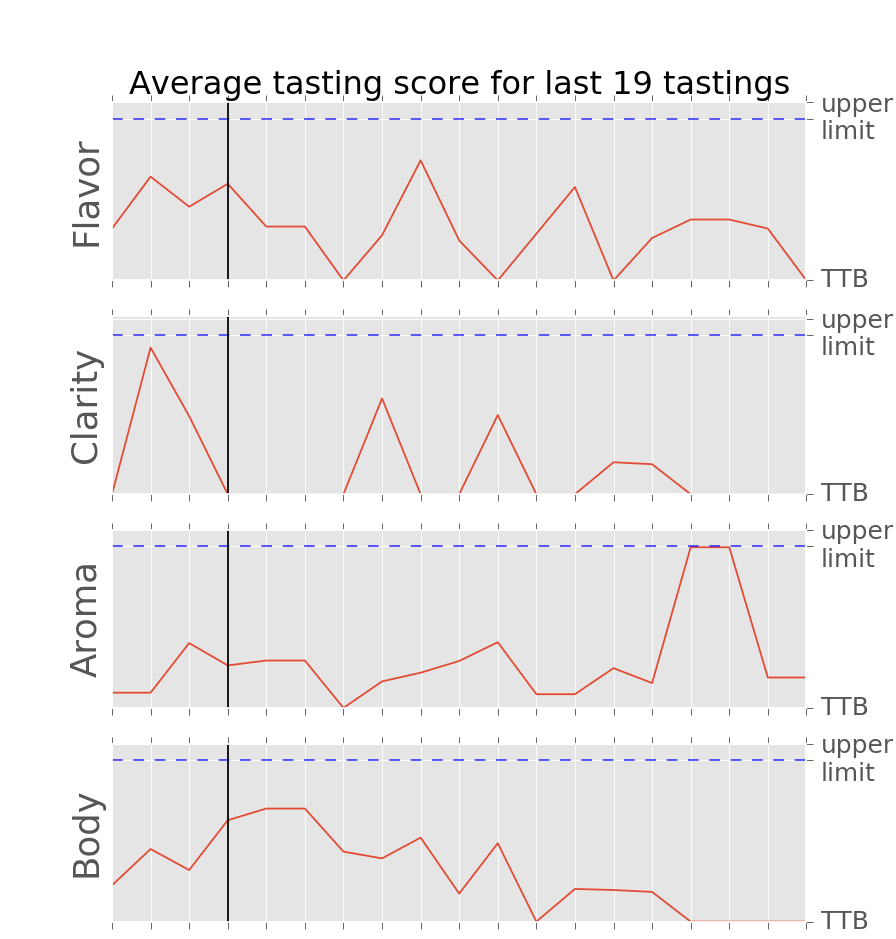 Average tasting score for last 19 tastings
Flavor
upper
limit
TTB
Clarity
upper
limit
TTB
Aroma
upper
limit
TTB
Body
upper
limit
TTB